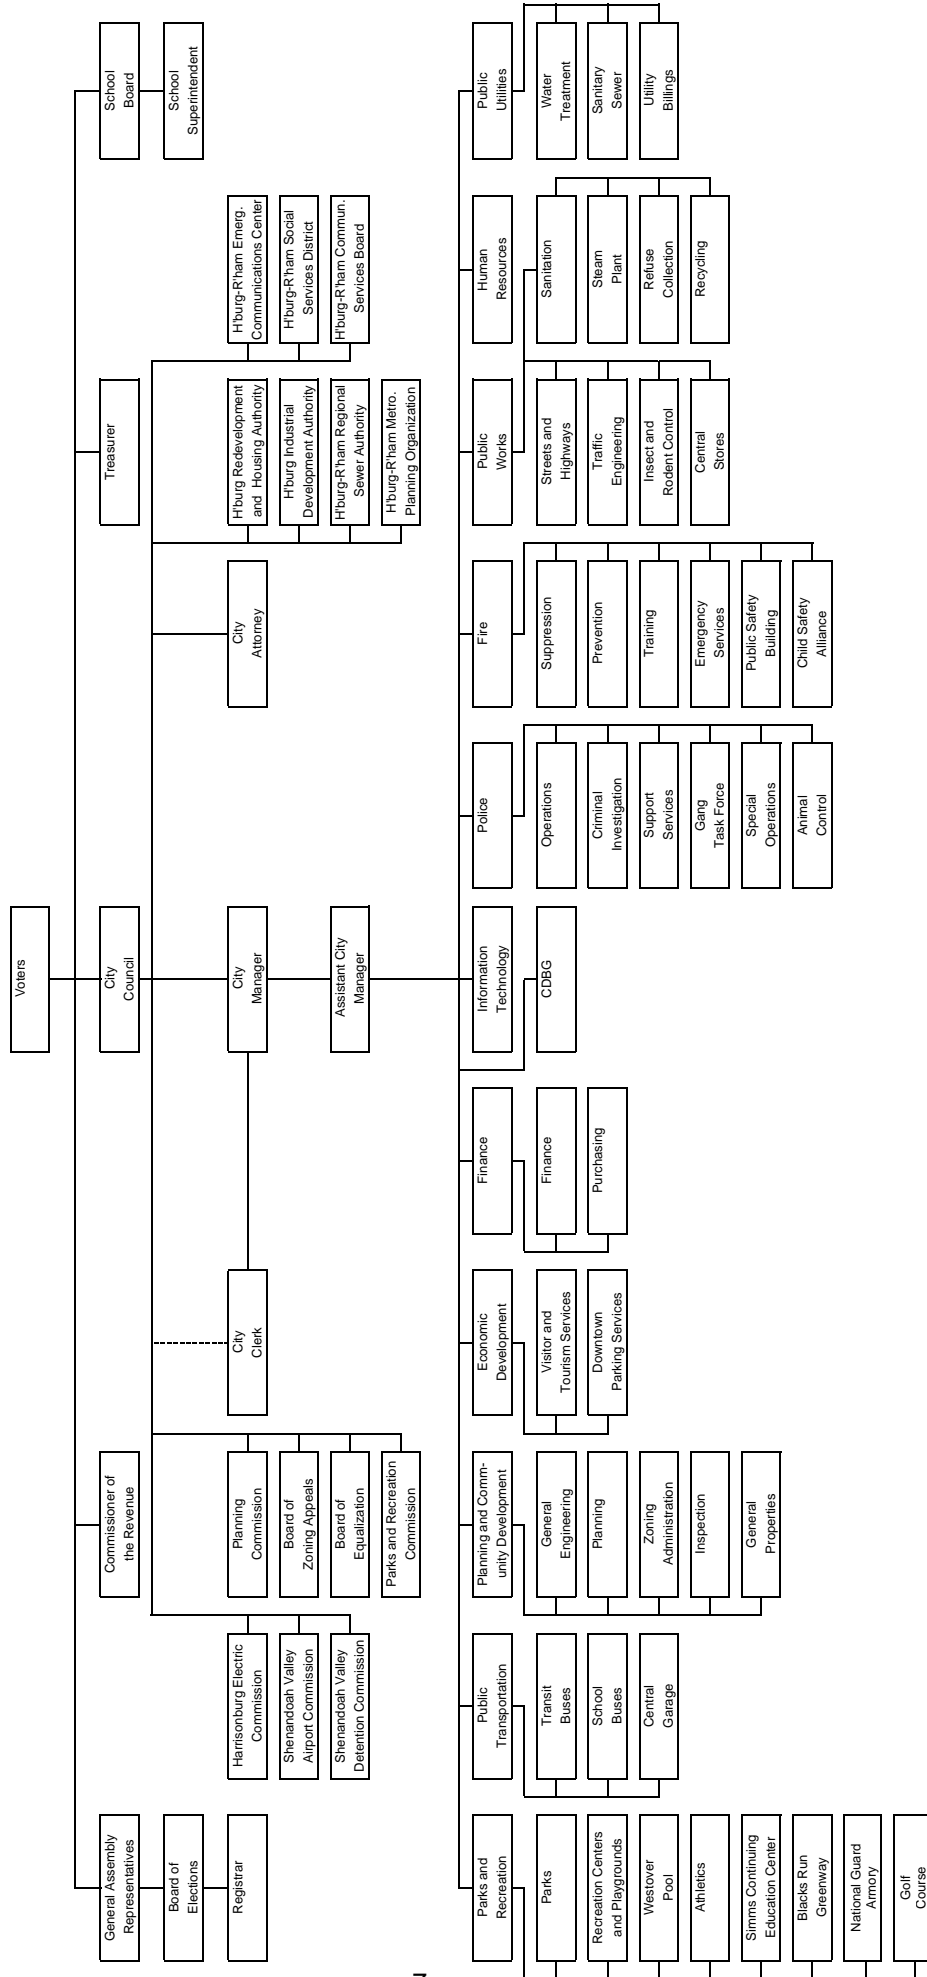 Voters
General Assembly
Representatives
Commissioner of
the Revenue
City
Council
Treasurer
School
Board
Board of
Elections
School
Superintendent
Registrar
Harrisonburg Electric
Commission
Shenandoah Valley
Airport Commission
Shenandoah Valley
Detention Commission
Planning
Commission
Board of
Zoning Appeals
Board of
Equalization
Parks and Recreation
Commission
City
Clerk
City
Manager
City
Attorney
H'burg Redevelopment
and Housing Authority
H'burg Industrial
Development Authority
H'burg-R'ham Regional
Sewer Authority
H'burg-R'ham Metro.
Planning Organization
H'burg-R'ham Emerg.
Communications Center
H'burg-R'ham Social
Services District
H'burg-R'ham Commun.
Services Board
Assistant City
Manager
Parks and
Recreation
Parks
Recreation Centers
and Playgrounds
Westover
Pool
Athletics
Simms Continuing
Education Center
Blacks Run
Greenway
National Guard
Armory
Golf
Course
Public
Transportation
Transit
Buses
School
Buses
Central
Garage
Planning and Comm-
unity Development
General
Engineering
Planning
Zoning
Administration
Inspection
General
Properties
Economic
Development
Visitor and
Tourism Services
Downtown
Parking Services
Finance
Finance
Purchasing
Information
Technology
CDBG
Police
Operations
Criminal
Investigation
Support
Services
Gang
Task Force
Special
Operations
Animal
Control
Fire
Suppression
Prevention
Training
Emergency
Services
Public Safety
Building
Child Safety
Alliance
Public
Works
Streets and
Highways
Traffic
Engineering
Insect and
Rodent Control
Central
Stores
Sanitation
Steam
Plant
Refuse
Collection
Recycling
Human
Resources
Public
Utilities
Water
Treatment
Sanitary
Sewer
Utility
Billings
7